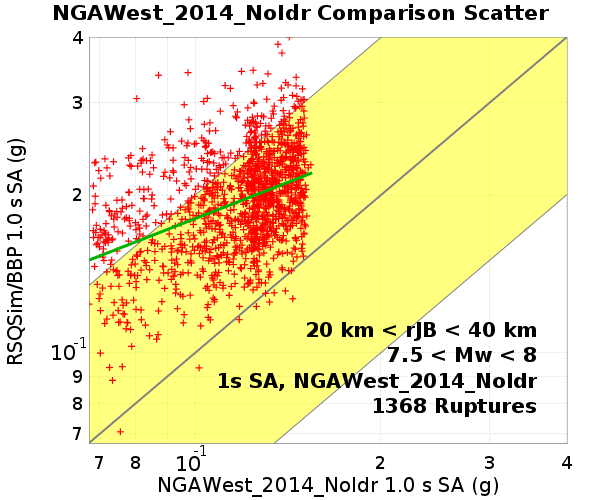 NGAWest_2014_NoIdr Comparison Scatter
4
3
2
10-1
9
8
7
RSQSim/BBP 1.0 s SA (g)
20 km < rJB < 40 km
7.5 < Mw < 8
1s SA, NGAWest_2014_NoIdr
1368 Ruptures
7 8 10-1 2 3 4
NGAWest_2014_NoIdr 1.0 s SA (g)